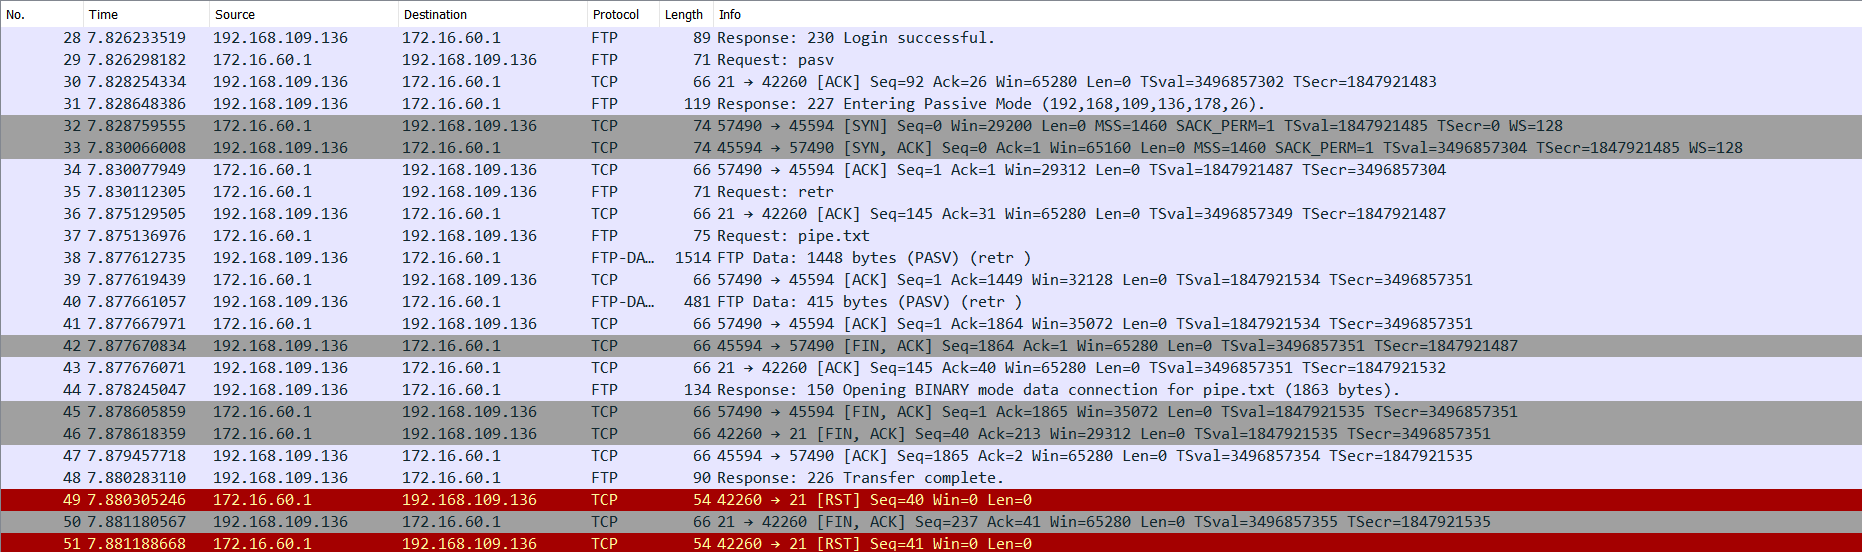 No. Time Source Destination Protocol Length Info
28 7.826233519 192.168.109.136 172.16.60.1 FTP 89 Response: 230 Login successful.
29 7.826298182 172.16.60.1 192.168.109.136 FTP 71 Request: pasv
30 7.828254334 192.168.109.136 172.16.60.1 TCP 66 21 → 42260 [ACK] Seq=92 Ack=26 Win=65280 Len=0 TSval=3496857302 TSecr=1847921483
31 7.828648386 192.168.109.136 172.16.60.1 FTP 119 Response: 227 Entering Passive Mode (192,168,109,136,178,26).
32 7.828759555 172.16.60.1 192.168.109.136 TCP 74 57490 → 45594 [SYN] Seq=0 Win=29200 Len=0 MSS=1460 SACK_PERM=1 TSval=1847921485 TSecr=0 WS=128
33 7.830066008 192.168.109.136 172.16.60.1 TCP 74 45594 → 57490 [SYN, ACK] Seq=0 Ack=1 Win=65160 Len=0 MSS=1460 SACK_PERM=1 TSval=3496857304 TSecr=1847921485 WS=128
34 7.830077949 172.16.60.1 192.168.109.136 TCP 66 57490 → 45594 [ACK] Seq=1 Ack=1 Win=29312 Len=0 TSval=1847921487 TSecr=3496857304
35 7.830112305 172.16.60.1 192.168.109.136 FTP 71 Request: retr
36 7.875129505 192.168.109.136 172.16.60.1 TCP 66 21 → 42260 [ACK] Seq=145 Ack=31 Win=65280 Len=0 TSval=3496857349 TSecr=1847921487
37 7.875136976 172.16.60.1 192.168.109.136 FTP 75 Request: pipe.txt
38 7.877612735 192.168.109.136 172.16.60.1 FTP-DA… 1514 FTP Data: 1448 bytes (PASV) (retr )
39 7.877619439 172.16.60.1 192.168.109.136 TCP 66 57490 → 45594 [ACK] Seq=1 Ack=1449 Win=32128 Len=0 TSval=1847921534 TSecr=3496857351
40 7.877661057 192.168.109.136 172.16.60.1 FTP-DA… 481 FTP Data: 415 bytes (PASV) (retr )
41 7.877667971 172.16.60.1 192.168.109.136 TCP 66 57490 → 45594 [ACK] Seq=1 Ack=1864 Win=35072 Len=0 TSval=1847921534 TSecr=3496857351
42 7.877670834 192.168.109.136 172.16.60.1 TCP 66 45594 → 57490 [FIN, ACK] Seq=1864 Ack=1 Win=65280 Len=0 TSval=3496857351 TSecr=1847921487
43 7.877676071 192.168.109.136 172.16.60.1 TCP 66 21 → 42260 [ACK] Seq=145 Ack=40 Win=65280 Len=0 TSval=3496857351 TSecr=1847921532
44 7.878245047 192.168.109.136 172.16.60.1 FTP 134 Response: 150 Opening BINARY mode data connection for pipe.txt (1863 bytes).
45 7.878605859 172.16.60.1 192.168.109.136 TCP 66 57490 → 45594 [FIN, ACK] Seq=1 Ack=1865 Win=35072 Len=0 TSval=1847921535 TSecr=3496857351
46 7.878618359 172.16.60.1 192.168.109.136 TCP 66 42260 → 21 [FIN, ACK] Seq=40 Ack=213 Win=29312 Len=0 TSval=1847921535 TSecr=3496857351
47 7.879457718 192.168.109.136 172.16.60.1 TCP 66 45594 → 57490 [ACK] Seq=1865 Ack=2 Win=65280 Len=0 TSval=3496857354 TSecr=1847921535
48 7.880283110 192.168.109.136 172.16.60.1 FTP 90 Response: 226 Transfer complete.
49 7.880305246 172.16.60.1 192.168.109.136 TCP 54 42260 → 21 [RST] Seq=40 Win=0 Len=0
50 7.881180567 192.168.109.136 172.16.60.1 TCP 66 21 → 42260 [FIN, ACK] Seq=237 Ack=41 Win=65280 Len=0 TSval=3496857355 TSecr=1847921535
51 7.881188668 172.16.60.1 192.168.109.136 TCP 54 42260 → 21 [RST] Seq=41 Win=0 Len=0